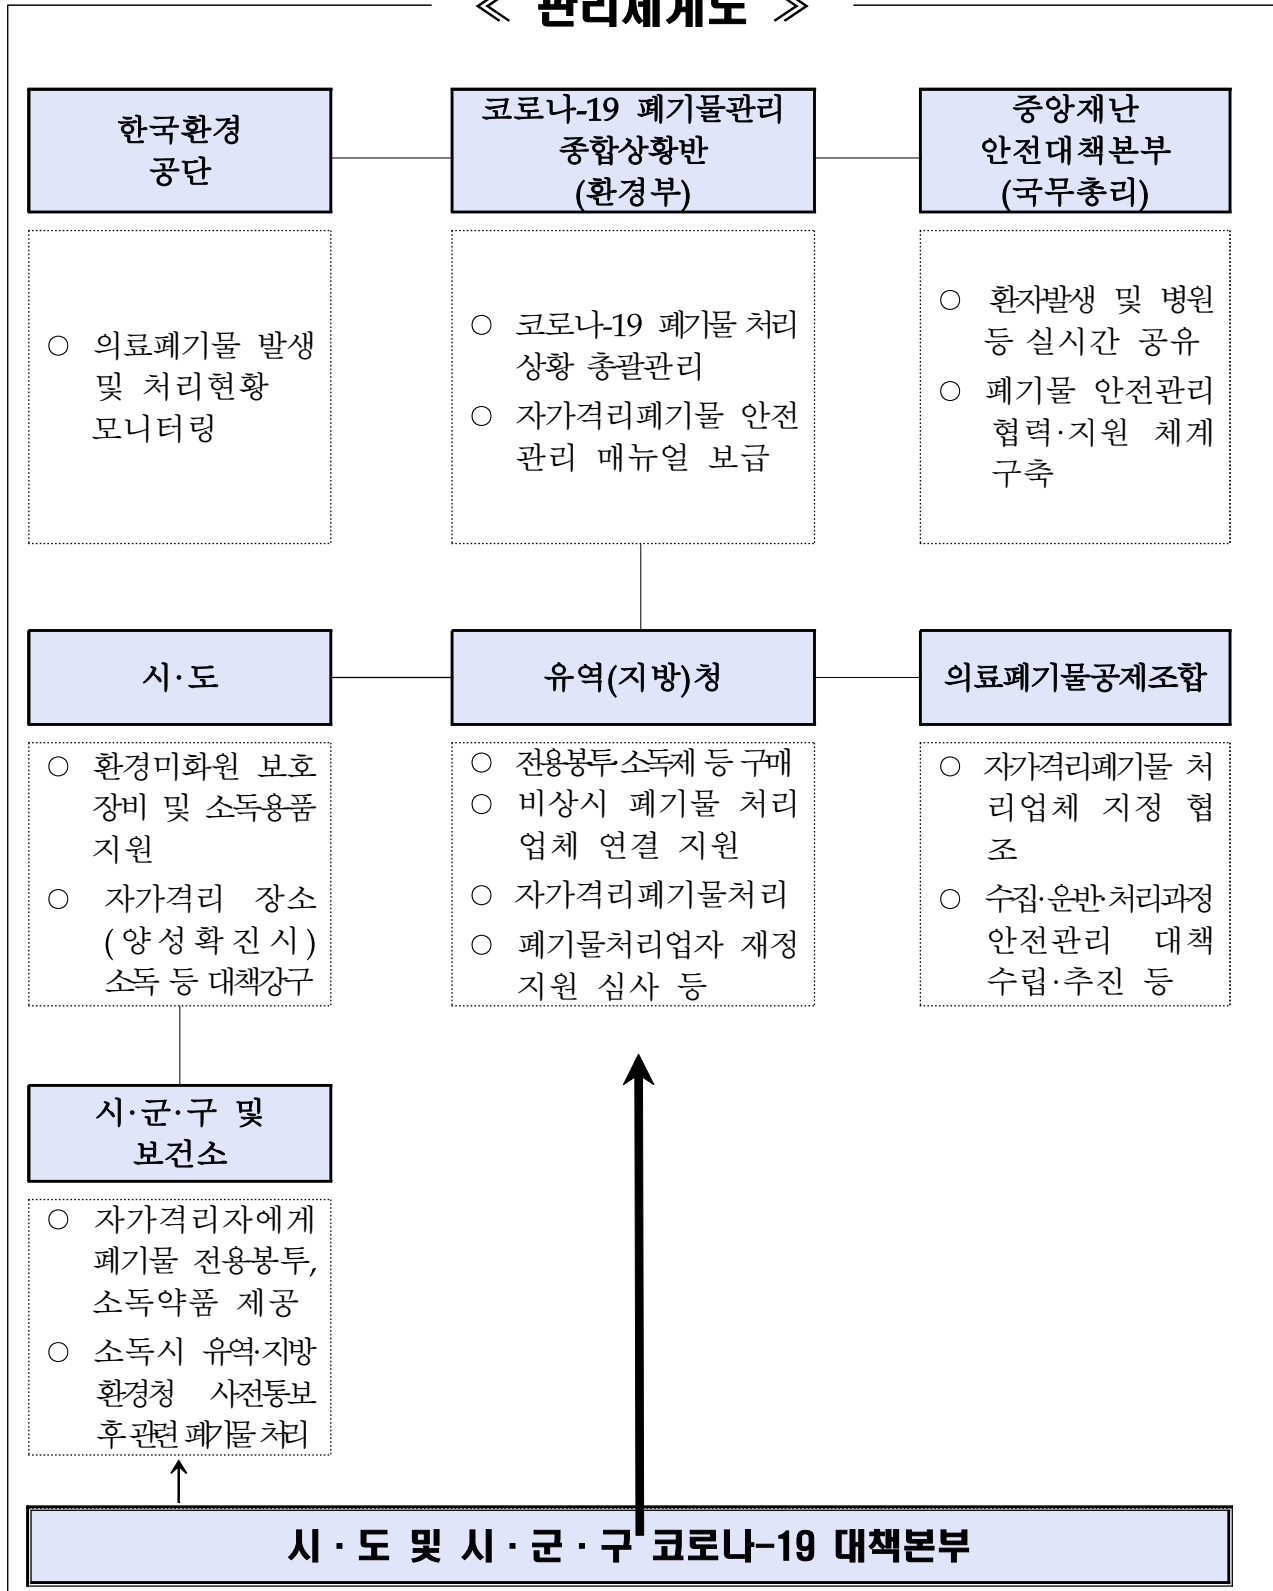 ≪ 관리체계도 ≫
한국환경
공단
코로나-19 폐기물관리
종합상황반
(환경부)
중앙재난
안전대책본부
(국무총리)
○ 의료폐기물 발생
및 처리현황
모니터링
○ 코로나-19 폐기물 처리
상황 총괄관리
○ 자가격리폐기물 안전
관리 매뉴얼 보급
○ 환자발생 및 병원
등 실시간 공유
○ 폐기물 안전관리
협력·지원 체계
구축
시·도
유역(지방)청
의료폐기물공제조합
○ 환경미화원 보호
장비 및 소독용품
지원
○ 자가격리 장소
(양성확진시)
소독 등 대책강구
○ 전용봉투·소독제 등 구매
○ 비상시 폐기물 처리
업체 연결 지원
○ 자가격리폐기물처리
○ 폐기물처리업자 재정
지원 심사 등
○ 자가격리폐기물 처
리업체 지정 협
조
○ 수집·운반·처리과정
안전관리 대책
수립·추진 등
시·군·구 및
보건소
○ 자가격리자에게
폐기물 전용봉투,
소독약품 제공
○ 소독시 유역·지방
환경청 사전통보
후 관련 폐기물 처리
시·도 및 시·군·구 코로나-19 대책본부